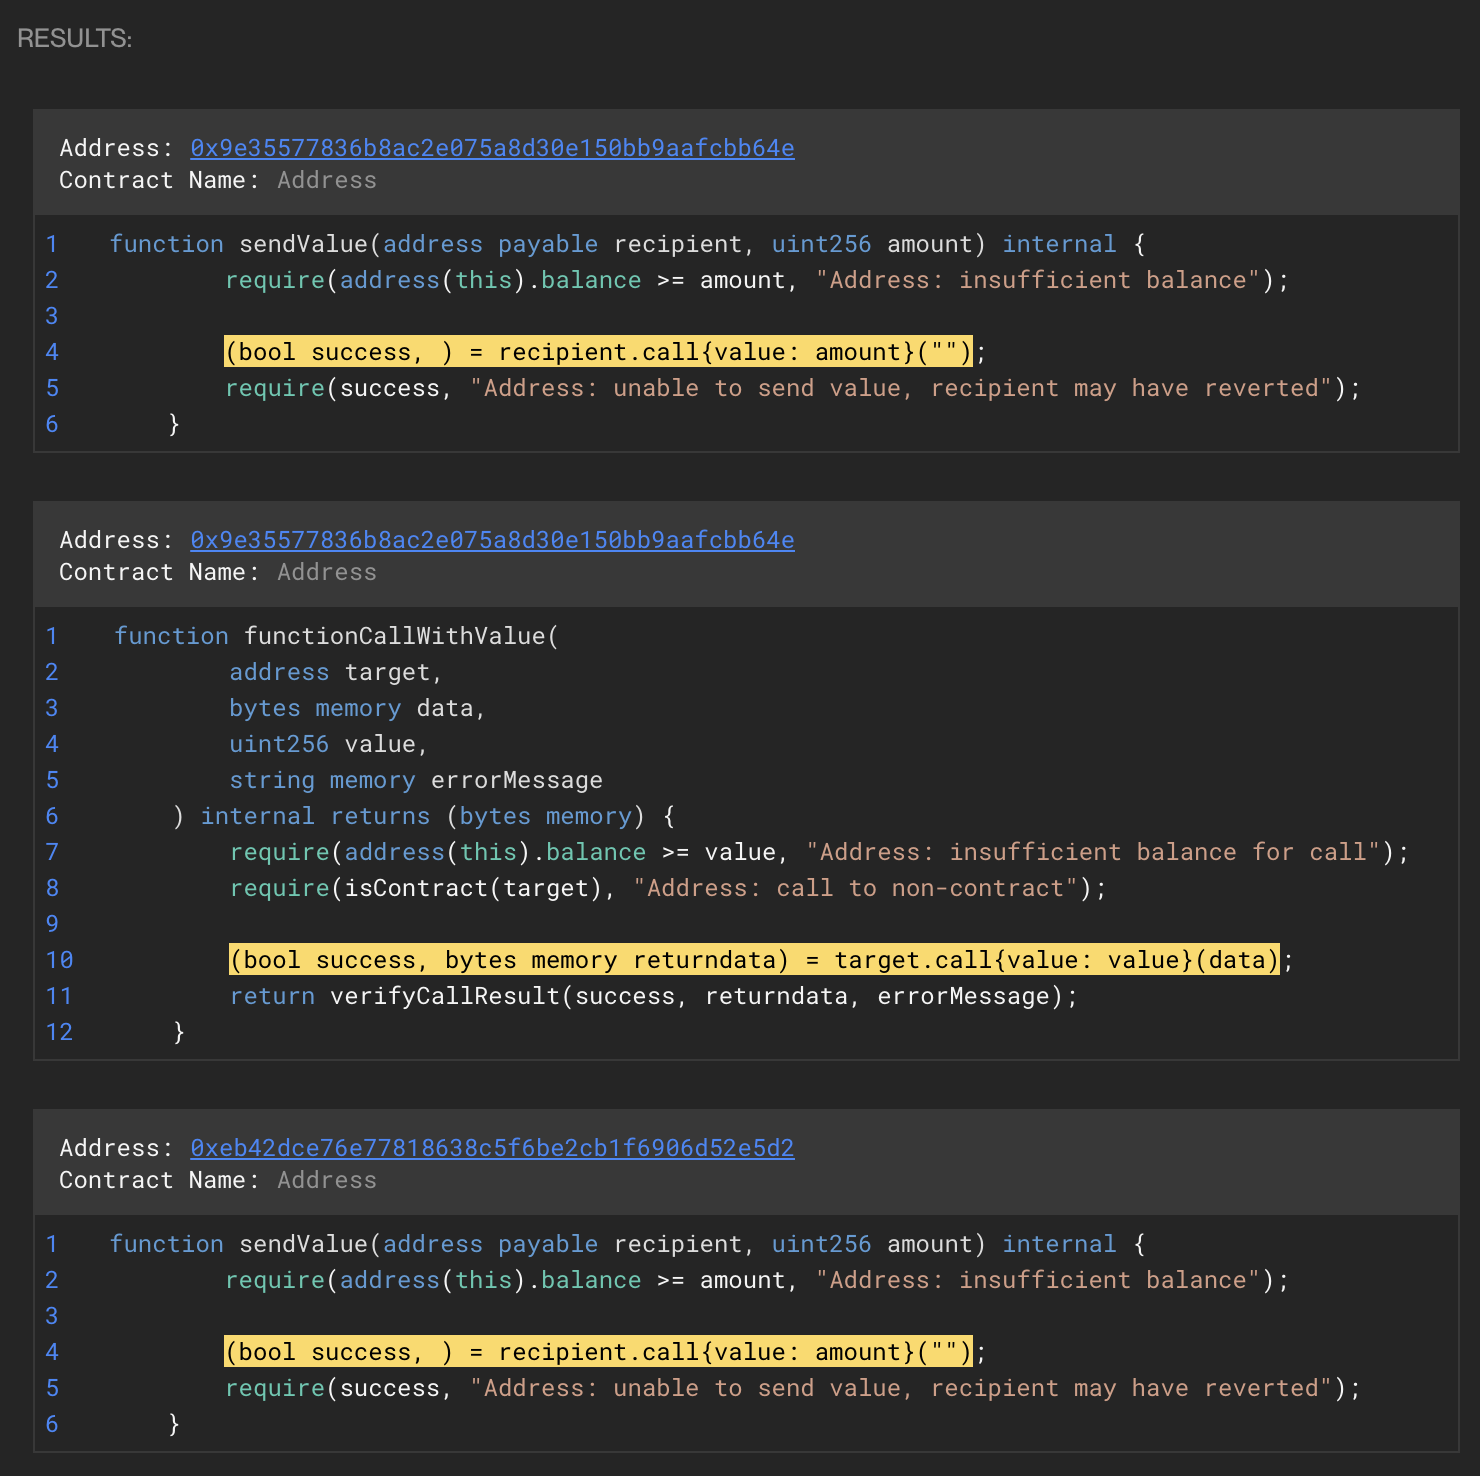 RESULTS:
Address: 0x9e35577836b8ac2e075a8d30e150bb9aafcbb64e
Contract Name: Address
1 function sendValue(address payable recipient, uint256 amount) internal {
2 require(address(this).balance >= amount, "Address: insufficient balance");
3
4 (bool success, ) = recipient.call{value: amount}("");
5 require(success, "Address: unable to send value, recipient may have reverted");
6 }
Address: 0x9e35577836b8ac2e075a8d30e150bb9aafcbb64e
Contract Name: Address
1 function functionCallWithValue(
2 address target,
3 bytes memory data,
4 uint256 value,
5 string memory errorMessage
6 ) internal returns (bytes memory) {
7 require(address(this).balance >= value, "Address: insufficient balance for call");
8 require(isContract(target), "Address: call to non-contract");
9
10 (bool success, bytes memory returndata) = target.call{value: value}(data);
11 return verifyCallResult(success, returndata, errorMessage);
12 }
Address: 0xeb42dce76e77818638c5f6be2cb1f6906d52e5d2
Contract Name: Address
1 function sendValue(address payable recipient, uint256 amount) internal {
2 require(address(this).balance >= amount, "Address: insufficient balance");
3
4 (bool success, ) = recipient.call{value: amount}("");
5 require(success, "Address: unable to send value, recipient may have reverted");
6 }